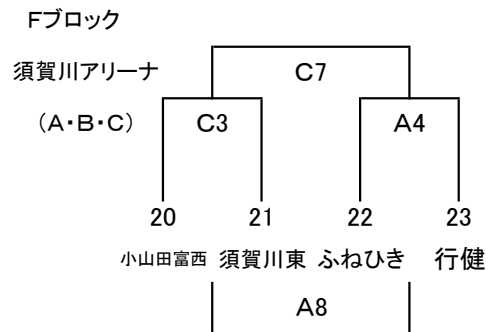 Fブロック
須賀川アリーナ C7
(A・B・C) C3 A4
20 21 22 23
小山田富西 須賀川東 ふねひき 行健
A8